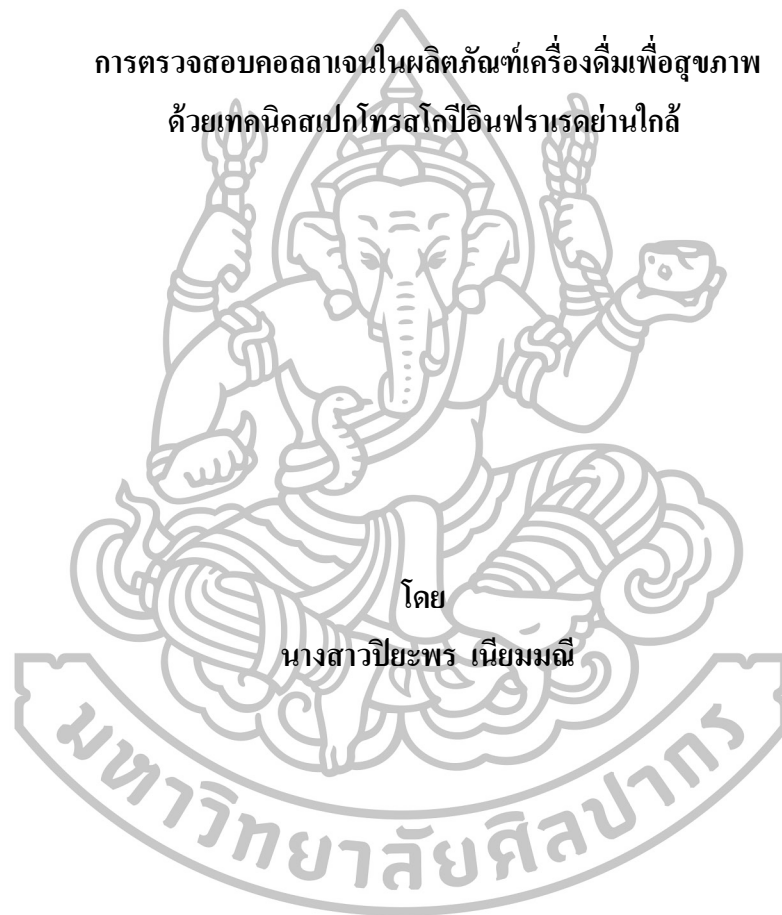 การตรวจสอบคอลลาเจนในผลิตภัณฑ์เครื่องดื่มเพื่อสุขภาพ
ด้วยเทคนิคสเปกโทรสโกปีอินฟราเรดย่านใกล้
โดย
นางสาวปิยะพร เนียมมณี
มหาวิทยาลัยศิลปากร